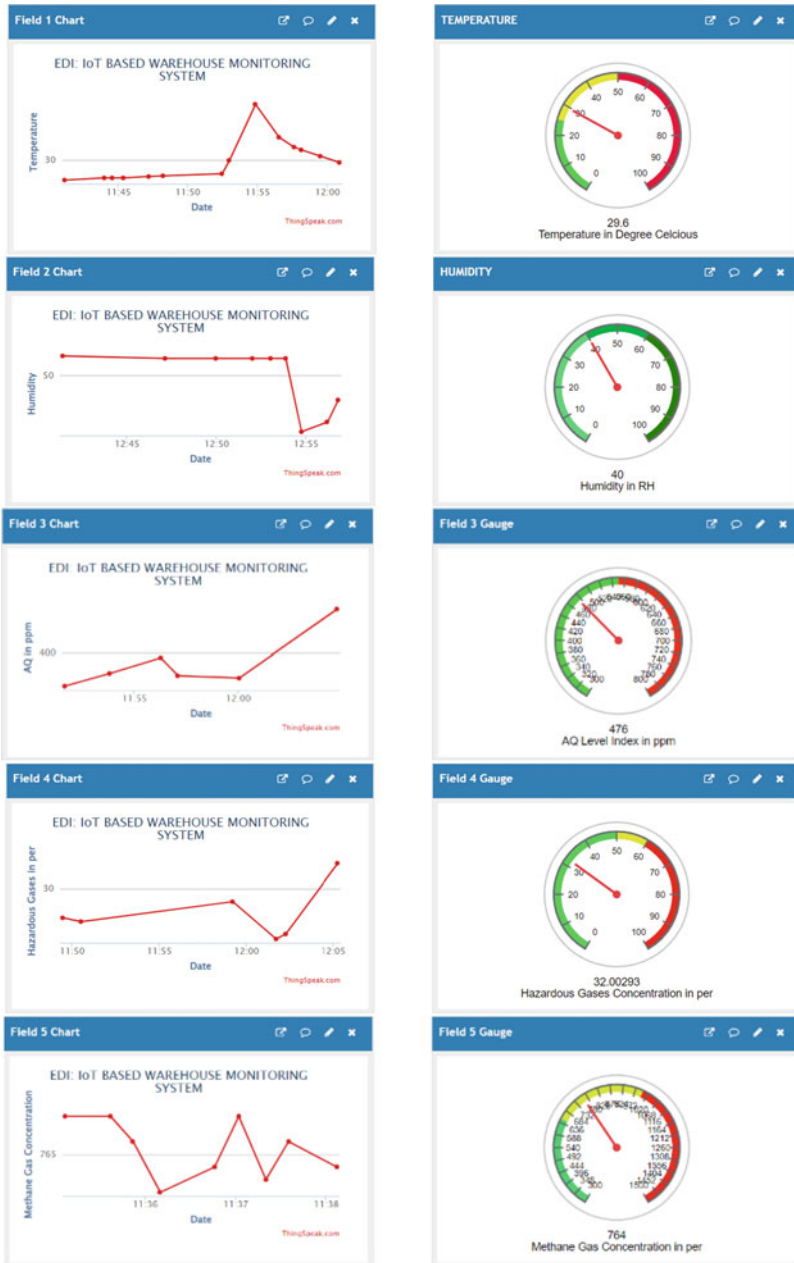 Field 1 Chart
EDI: IoT BASED WAREHOUSE MONITORING
SYSTEM
Temperature
30
11:45 11:50 11:55 12:00
Date
ThingSpeak.com
TEMPERATURE
0 10 20 30 40 50 60 70 80 90 100
29.6
Temperature in Degree Celcious
Field 2 Chart
EDI: IoT BASED WAREHOUSE MONITORING
SYSTEM
Humidity
50
12:45 12:50 12:55
Date
ThingSpeak.com
HUMIDITY
0 10 20 30 40 50 60 70 80 90 100
40
Humidity in RH
Field 3 Chart
EDI: IoT BASED WAREHOUSE MONITORING
SYSTEM
AQ in ppm
400
11:55 12:00
Date
ThingSpeak.com
Field 3 Gauge
300 320 340 360 380 400 420 440 460 500 620 640 660 680 700 720 740 760 780 800
476
AQ Level Index in ppm
Field 4 Chart
EDI: IoT BASED WAREHOUSE MONITORING
SYSTEM
Hazardous Gases in per
30
11:50 11:55 12:00 12:05
Date
ThingSpeak.com
Field 4 Gauge
0 10 20 30 40 50 60 70 80 90 100
32.00293
Hazardous Gases Concentration in per
Field 5 Chart
EDI: IoT BASED WAREHOUSE MONITORING
SYSTEM
Methane Gas Concentration
765
11:36 11:37 11:38
Date
ThingSpeak.com
Field 5 Gauge
300 348 396 444 492 540 588 636 684 732 1020 1068 1116 1164 1212 1260 1308 1356 1404 1452 1500
764
Methane Gas Concentration in per